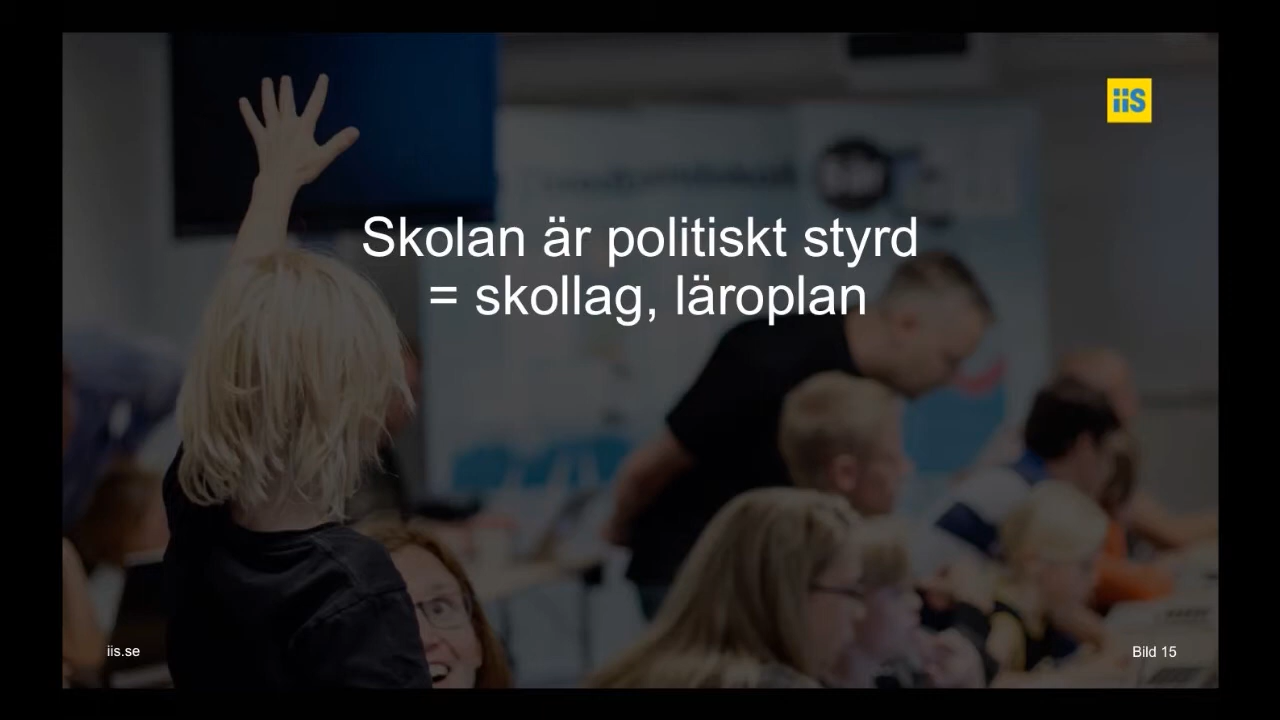 iis
Skolan är politiskt styrd
= skollag, läroplan
iis.se
Bild 15